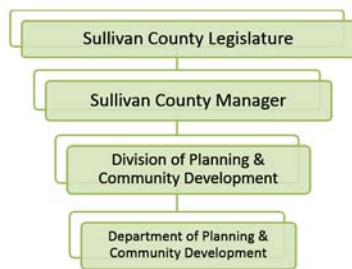 Sullivan County Legislature
Sullivan County Manager
Division of Planning &
Community Development
Department of Planning &
Community Development